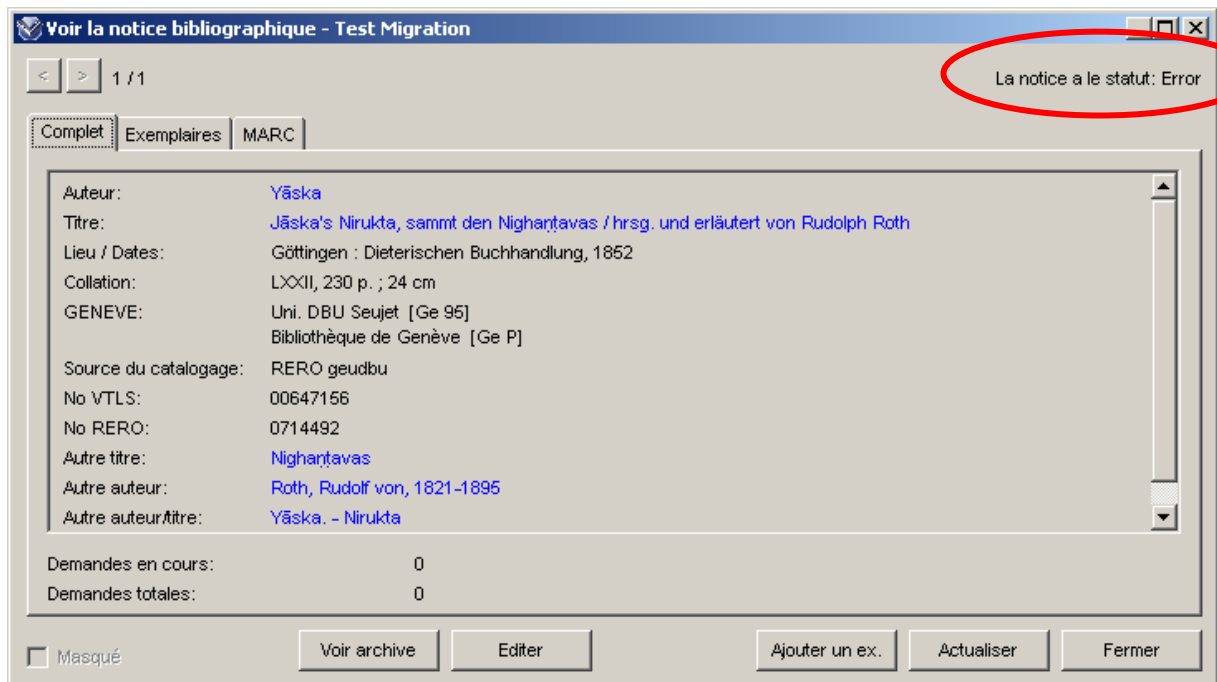 Voir la notice bibliographique - Test Migration
< > 1 / 1 La notice a le statut: Error
Complet Exemplaires MARC
Auteur: Yāska
Titre: Jāska's Nirukta, sammt den Nighaṇṭavas / hrsg. und erläutert von Rudolph Roth
Lieu / Dates: Göttingen : Dieterischen Buchhandlung, 1852
Collation: LXXII, 230 p. ; 24 cm
GENEVE: Uni. DBU Seujet [Ge 95]
Bibliothèque de Genève [Ge P]
Source du catalogage: RERO geudbu
No VTLS: 00647156
No RERO: 0714492
Autre titre: Nighaṇṭavas
Autre auteur: Roth, Rudolf von, 1821-1895
Autre auteur/titre: Yāska. - Nirukta
Demandes en cours: 0
Demandes totales: 0
Masqué Voir archive Editer Ajouter un ex. Actualiser Fermer